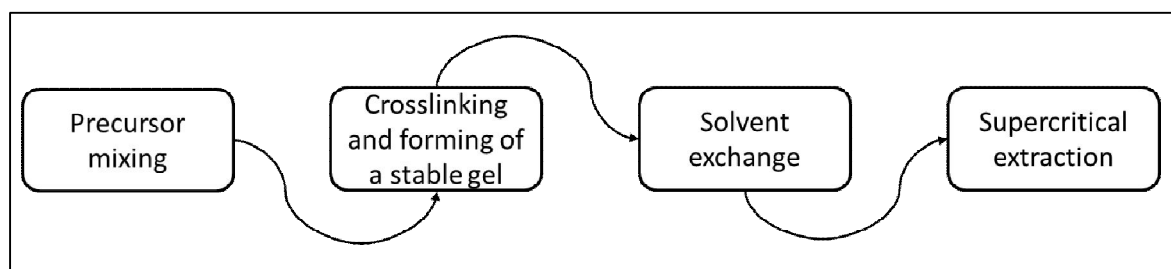 Precursor
mixing
Crosslinking
and forming of
a stable gel
Solvent
exchange
Supercritical
extraction